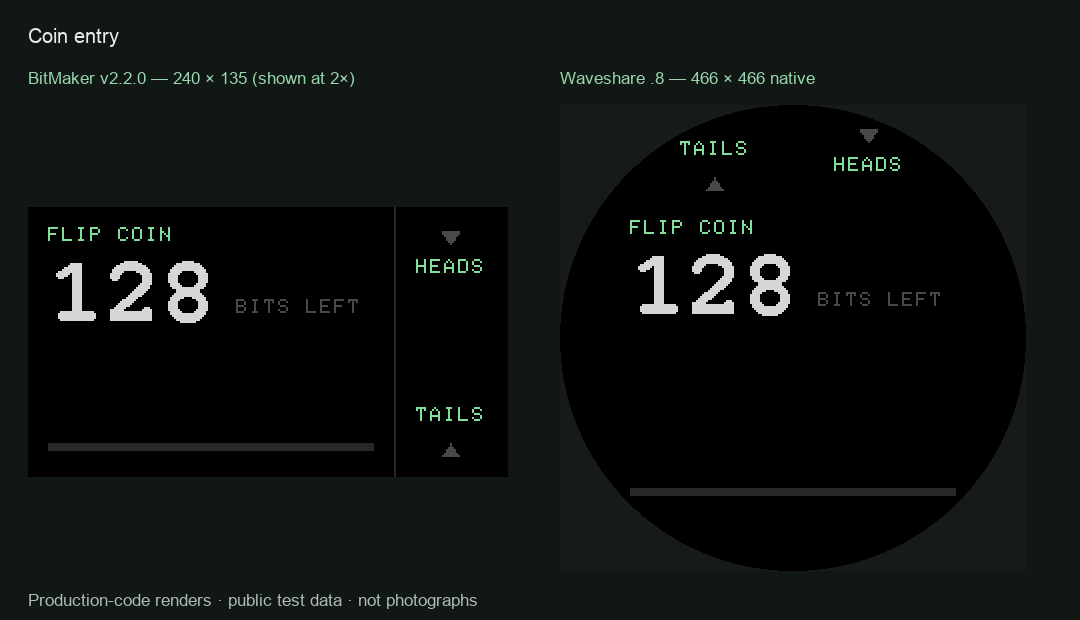 Coin entry
BitMaker v2.2.0 — 240 × 135 (shown at 2×)
FLIP COIN
128 BITS LEFT
HEADS
TAILS
Waveshare .8 — 466 × 466 native
TAILS
HEADS
FLIP COIN
128 BITS LEFT
Production-code renders · public test data · not photographs